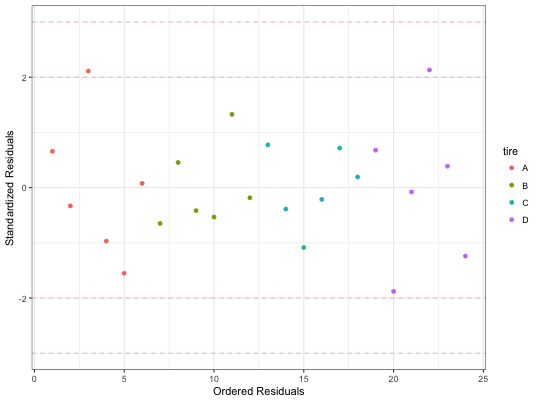 Standardized Residuals
2
0
-2
0
5
10
15
20
25
Ordered Residuals
tire
A
B
C
D